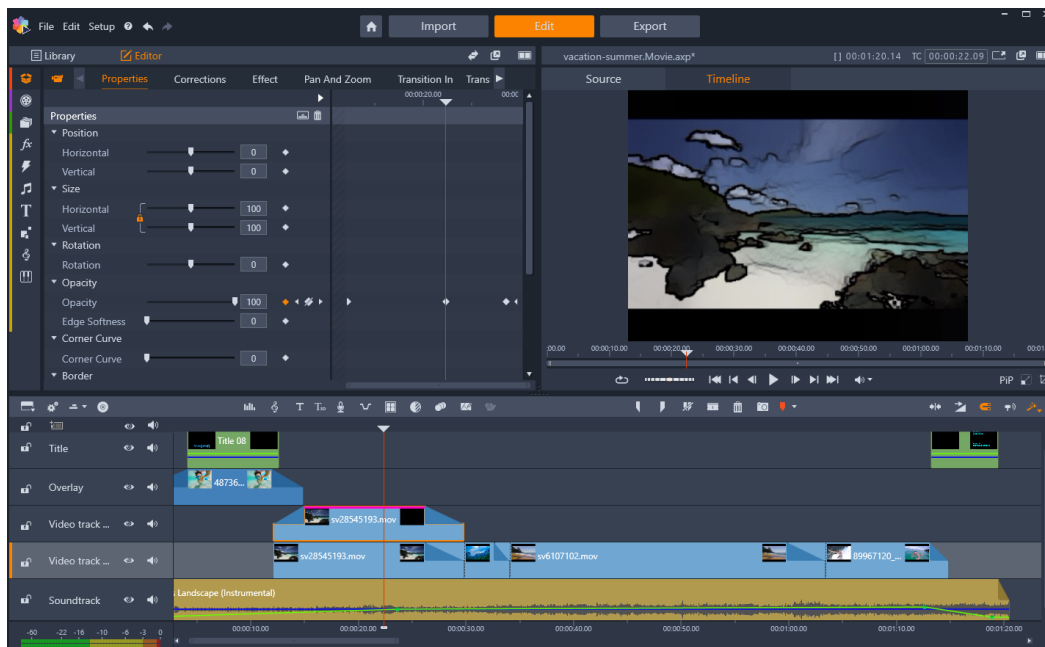 File Edit Setup
Import Edit Export
Library Editor
vacation-summer.Movie.axp* [] 00:01:20.14 TC 00:00:22.09
Properties Corrections Effect Pan And Zoom Transition In Trans
Source Timeline
00:00:20.00 00:0
Properties
Position
Horizontal 0
Vertical 0
Size
Horizontal 100
Vertical 100
Rotation
Rotation 0
Opacity
Opacity 100
Edge Softness 0
Corner Curve
Corner Curve 0
Border
:00.00 00:00:10.00 00:00:20.00 00:00:30.00 00:00:40.00 00:00:50.00 00:01:00.00 00:01:10.00 00:01
PiP
Title Title 08
Overlay 48736...
Video track ... sv28545193.mov
Video track ... sv28545193.mov sv6107102.mov 89967120_...
Soundtrack Landscape (Instrumental)
-60 -22 -16 -10 -6 -3 0 00:00:10.00 00:00:20.00 00:00:30.00 00:00:40.00 00:00:50.00 00:01:00.00 00:01:10.00 00:01:20.00